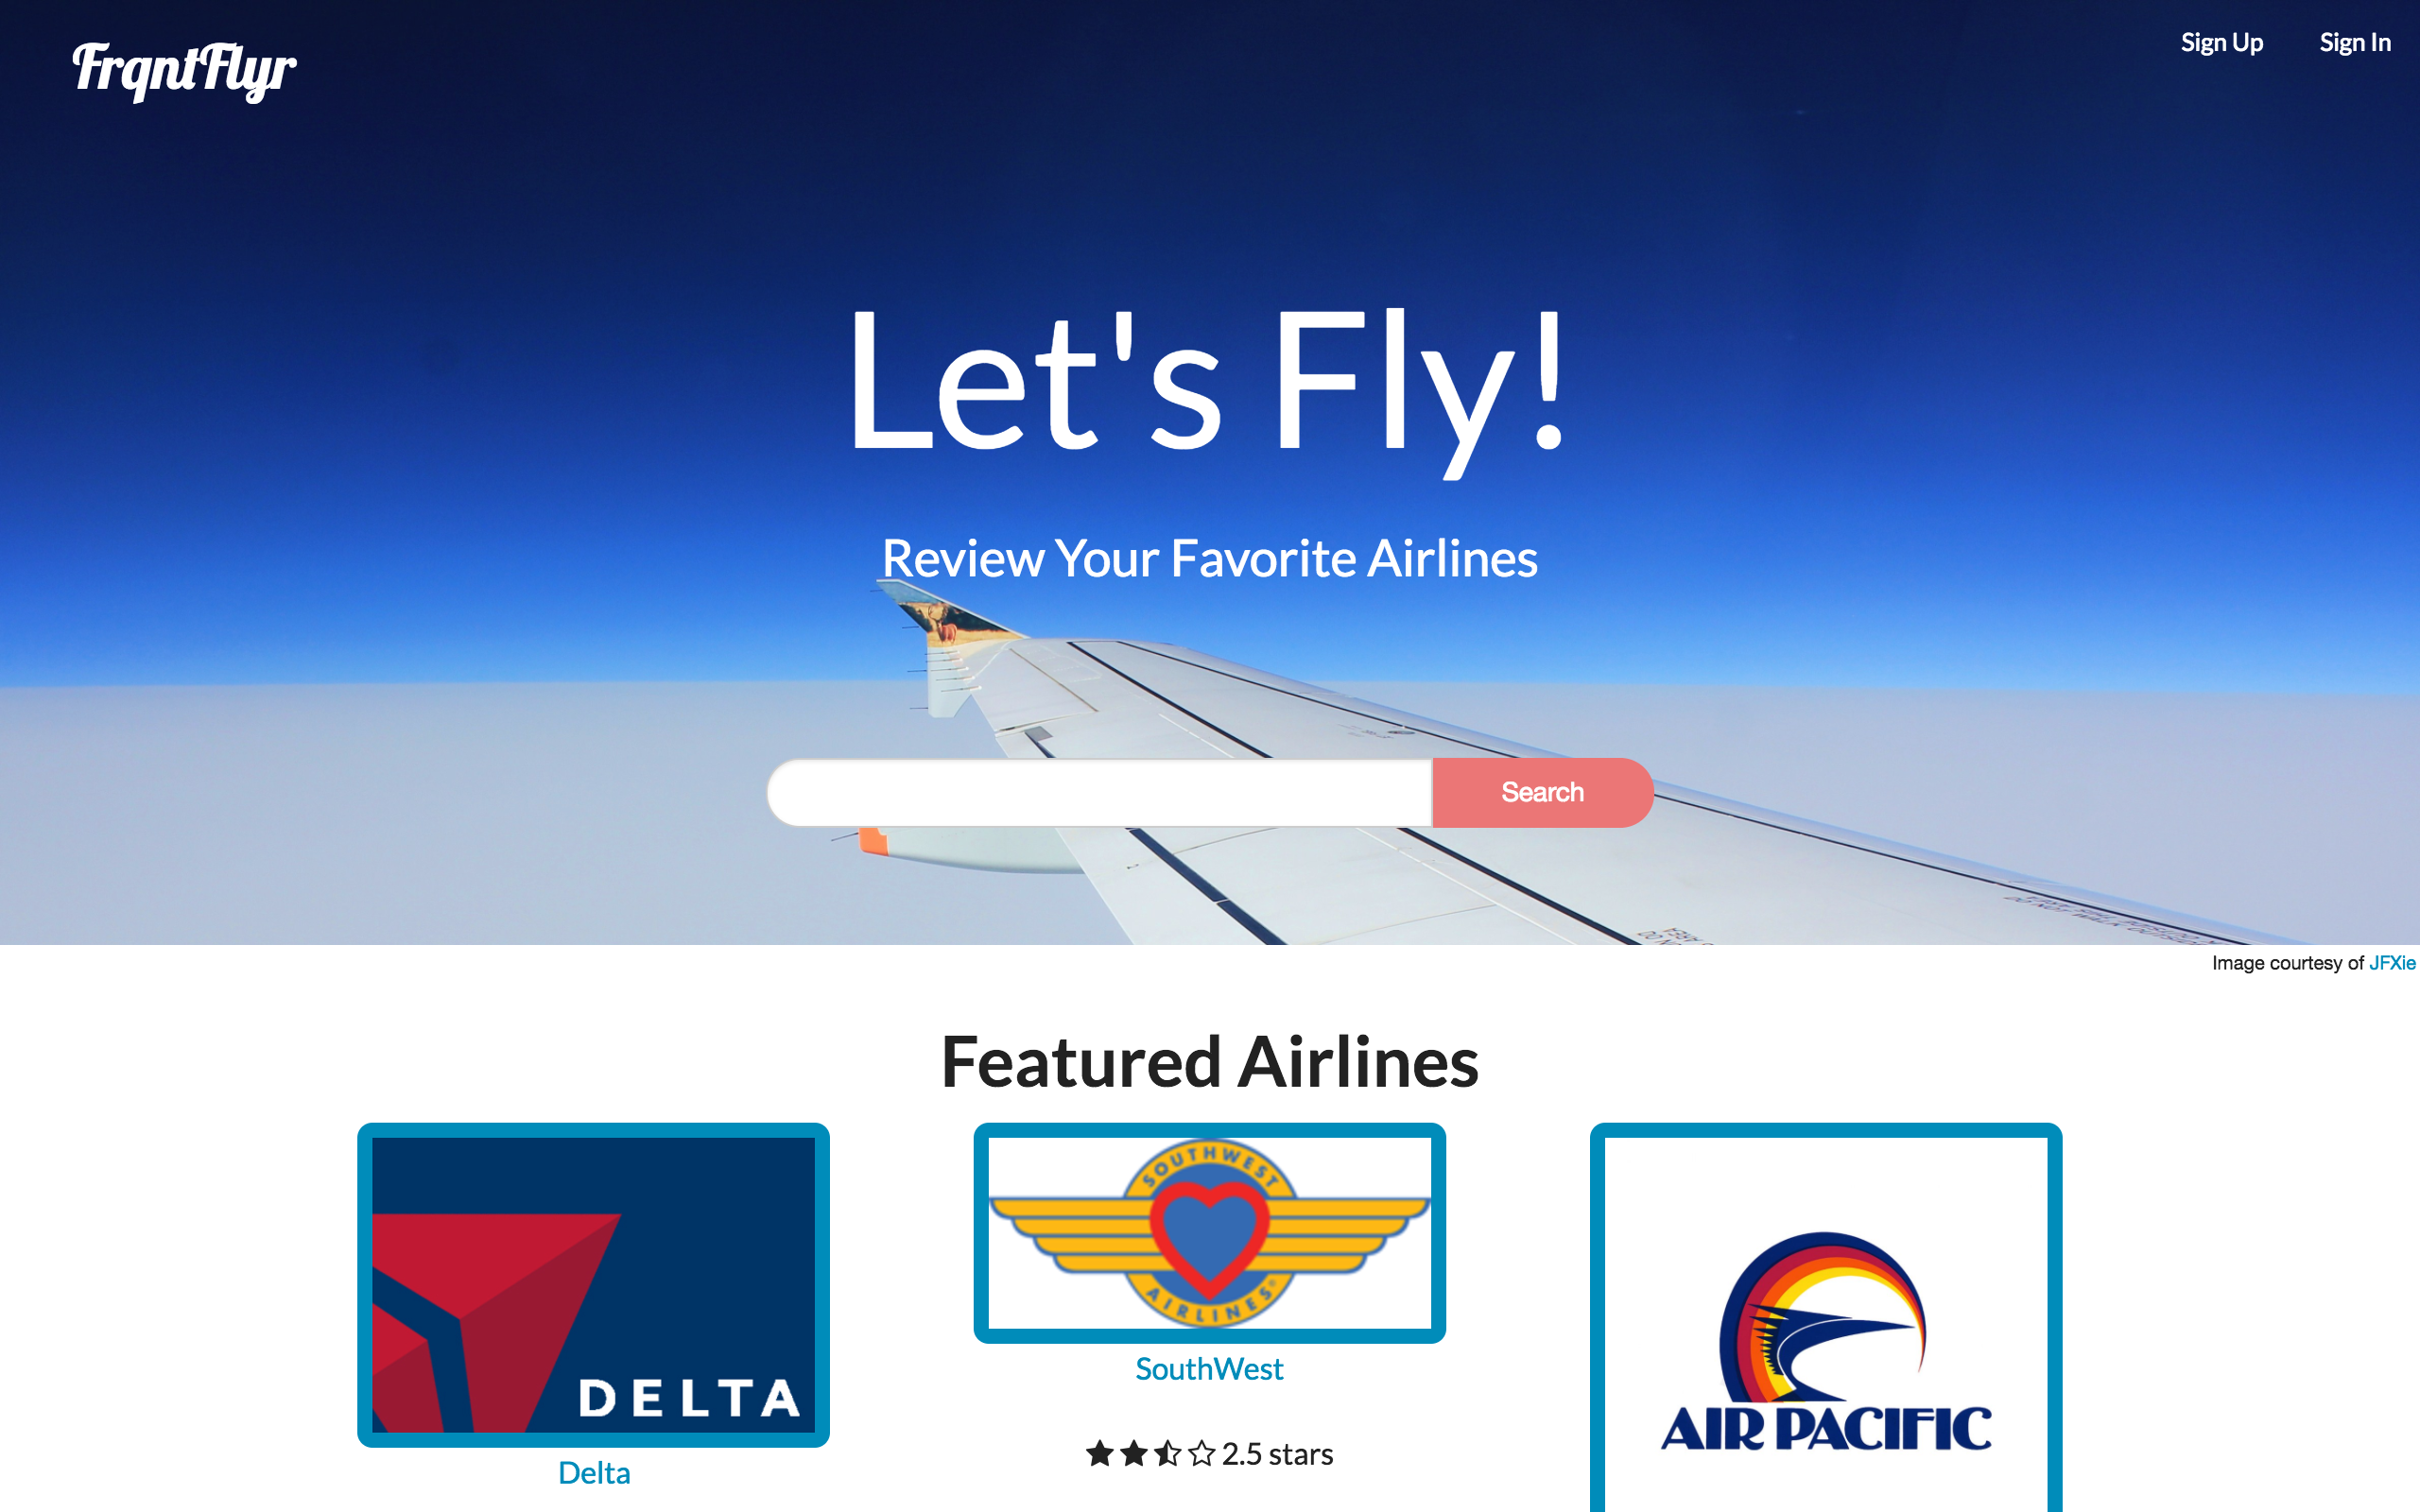 FrqntFlyr
Sign Up
Sign In
Let's Fly!
Review Your Favorite Airlines
Search
Image courtesy of JFXie
Featured Airlines
DELTA
Delta
SOUTHWEST
AIRLINES®
SouthWest
2.5 stars
AIR PACIFIC